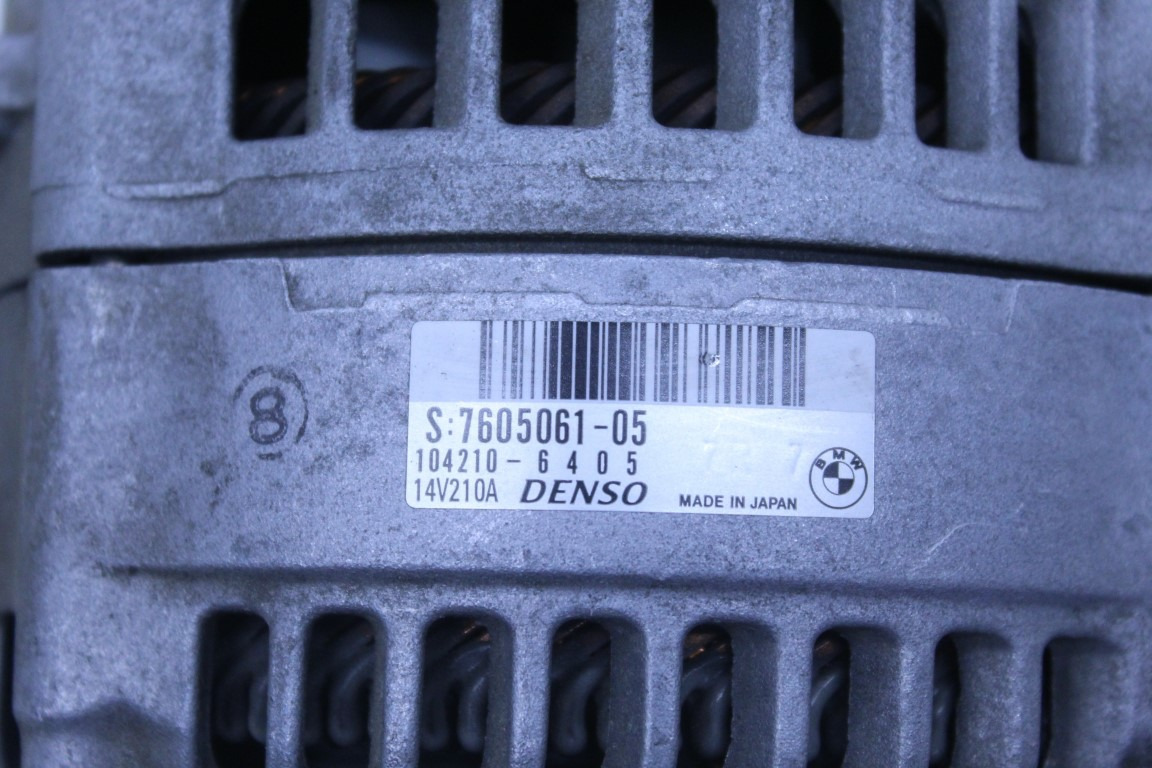 8
S:7605061-05
104210-6405
14V210A DENSO MADE IN JAPAN
BMW